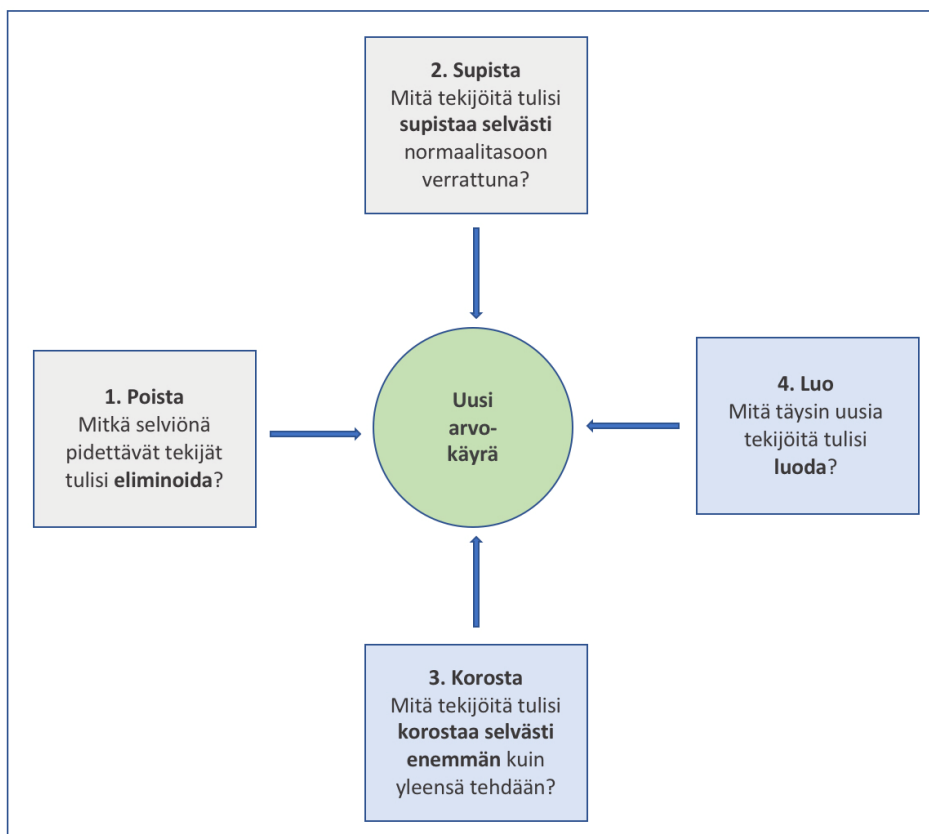 2. Supista
Mitä tekijöitä tulisi
supistaa selvästi
normaalitasoon
verrattuna?
1. Poista
Mitkä selviönä
pidettävät tekijät
tulisi eliminoida?
Uusi
arvo-
käyrä
4. Luo
Mitä täysin uusia
tekijöitä tulisi
luoda?
3. Korosta
Mitä tekijöitä tulisi
korostaa selvästi
enemmän kuin
yleensä tehdään?